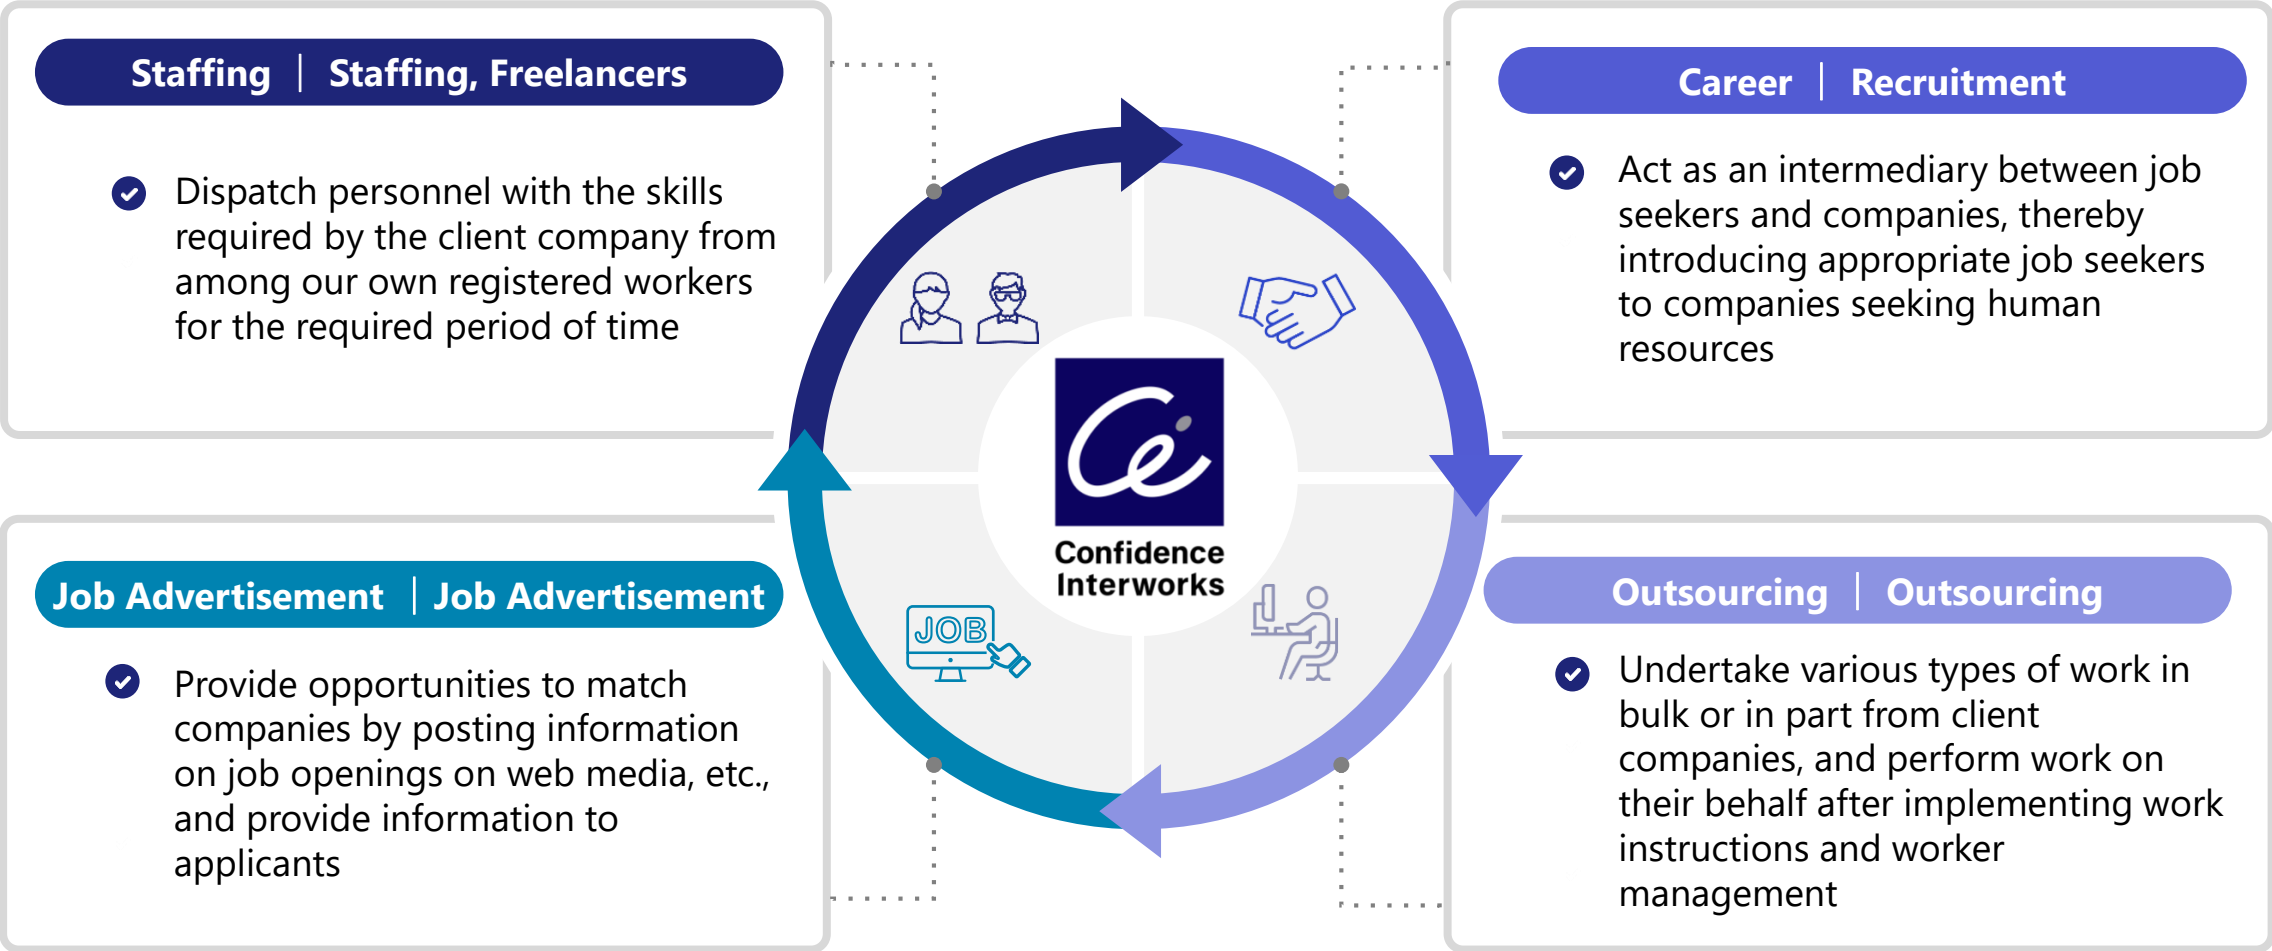 Staffing | Staffing, Freelancers
Dispatch personnel with the skills
required by the client company from
among our own registered workers
for the required period of time
Career | Recruitment
Act as an intermediary between job
seekers and companies, thereby
introducing appropriate job seekers
to companies seeking human
resources
Ci
Confidence
Interworks
JOB
Job Advertisement | Job Advertisement
Provide opportunities to match
companies by posting information
on job openings on web media, etc.,
and provide information to
applicants
Outsourcing | Outsourcing
Undertake various types of work in
bulk or in part from client
companies, and perform work on
their behalf after implementing work
instructions and worker
management